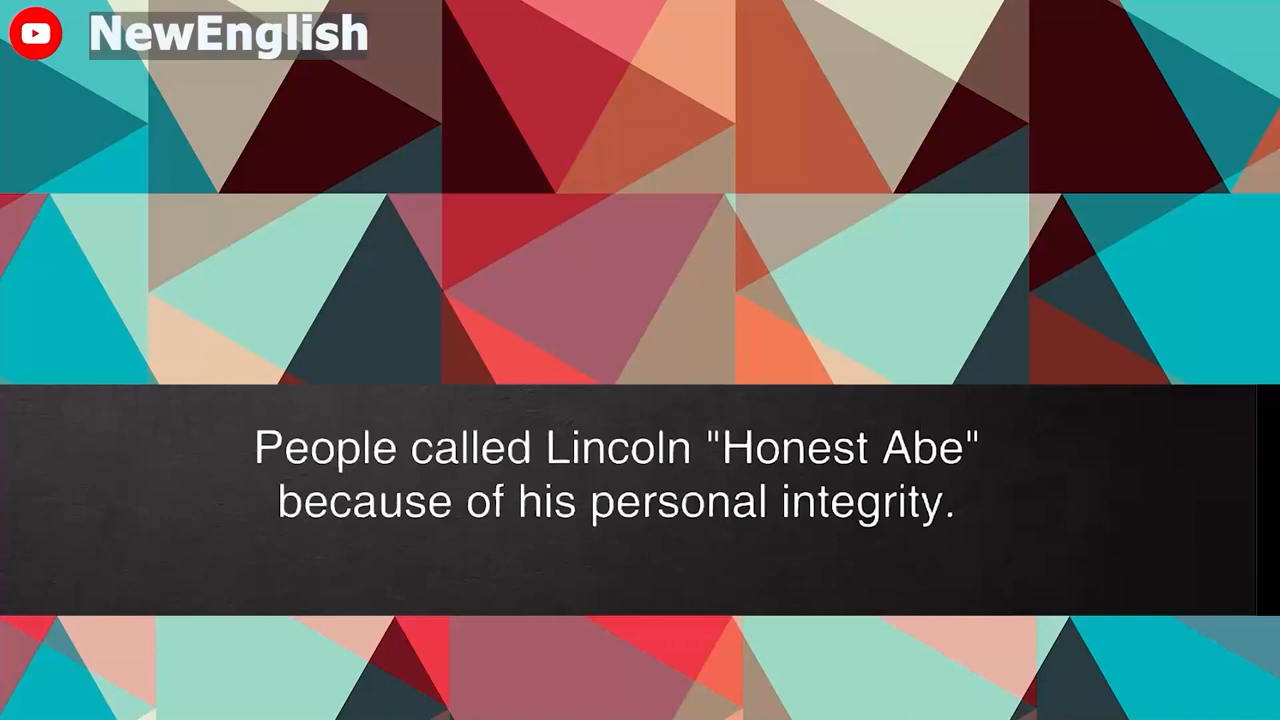 NewEnglish
People called Lincoln "Honest Abe"
because of his personal integrity.